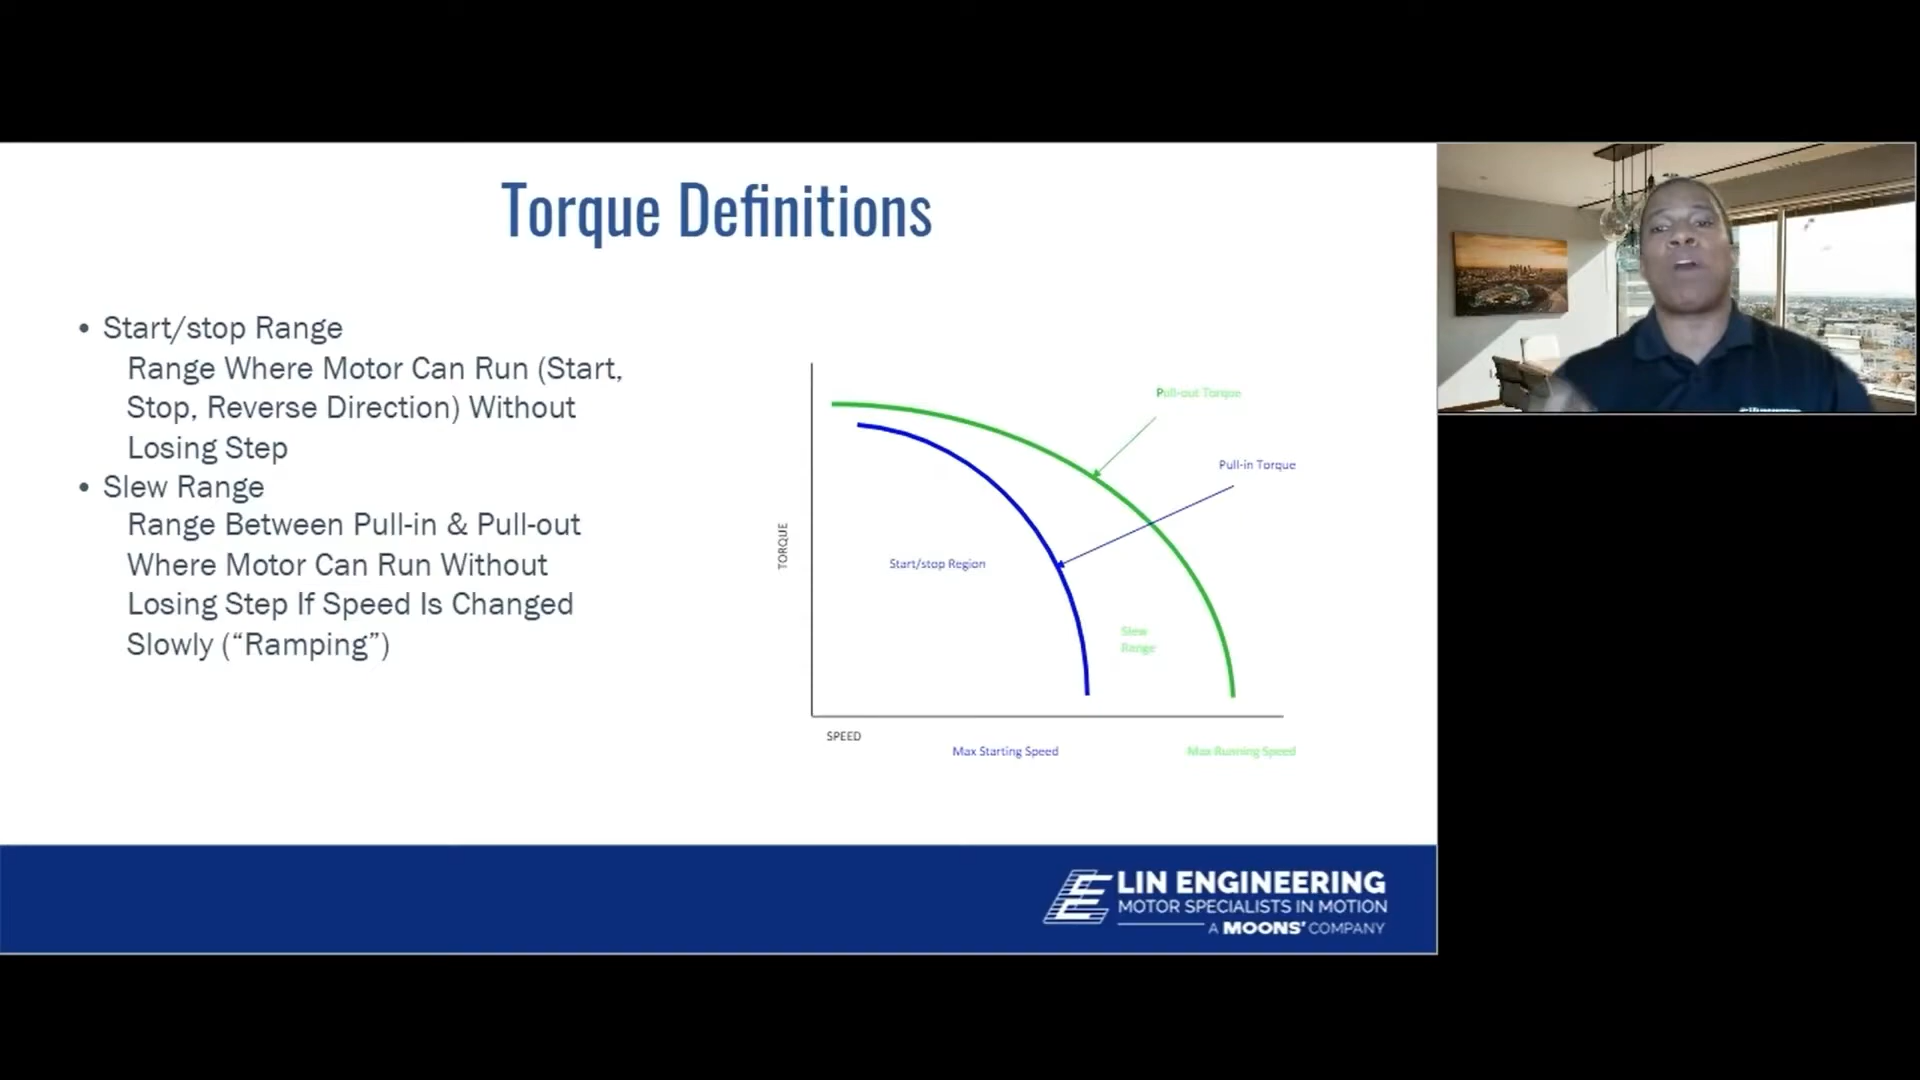 Torque Definitions
• Start/stop Range
Range Where Motor Can Run (Start,
Stop, Reverse Direction) Without
Losing Step
• Slew Range
Range Between Pull-in & Pull-out
Where Motor Can Run Without
Losing Step If Speed Is Changed
Slowly (“Ramping”)
Pull-out Torque
Pull-in Torque
TORQUE
Start/stop Region
Slew
Range
SPEED
Max Starting Speed
Max Running Speed
LIN ENGINEERING
MOTOR SPECIALISTS IN MOTION
A MOONS' COMPANY